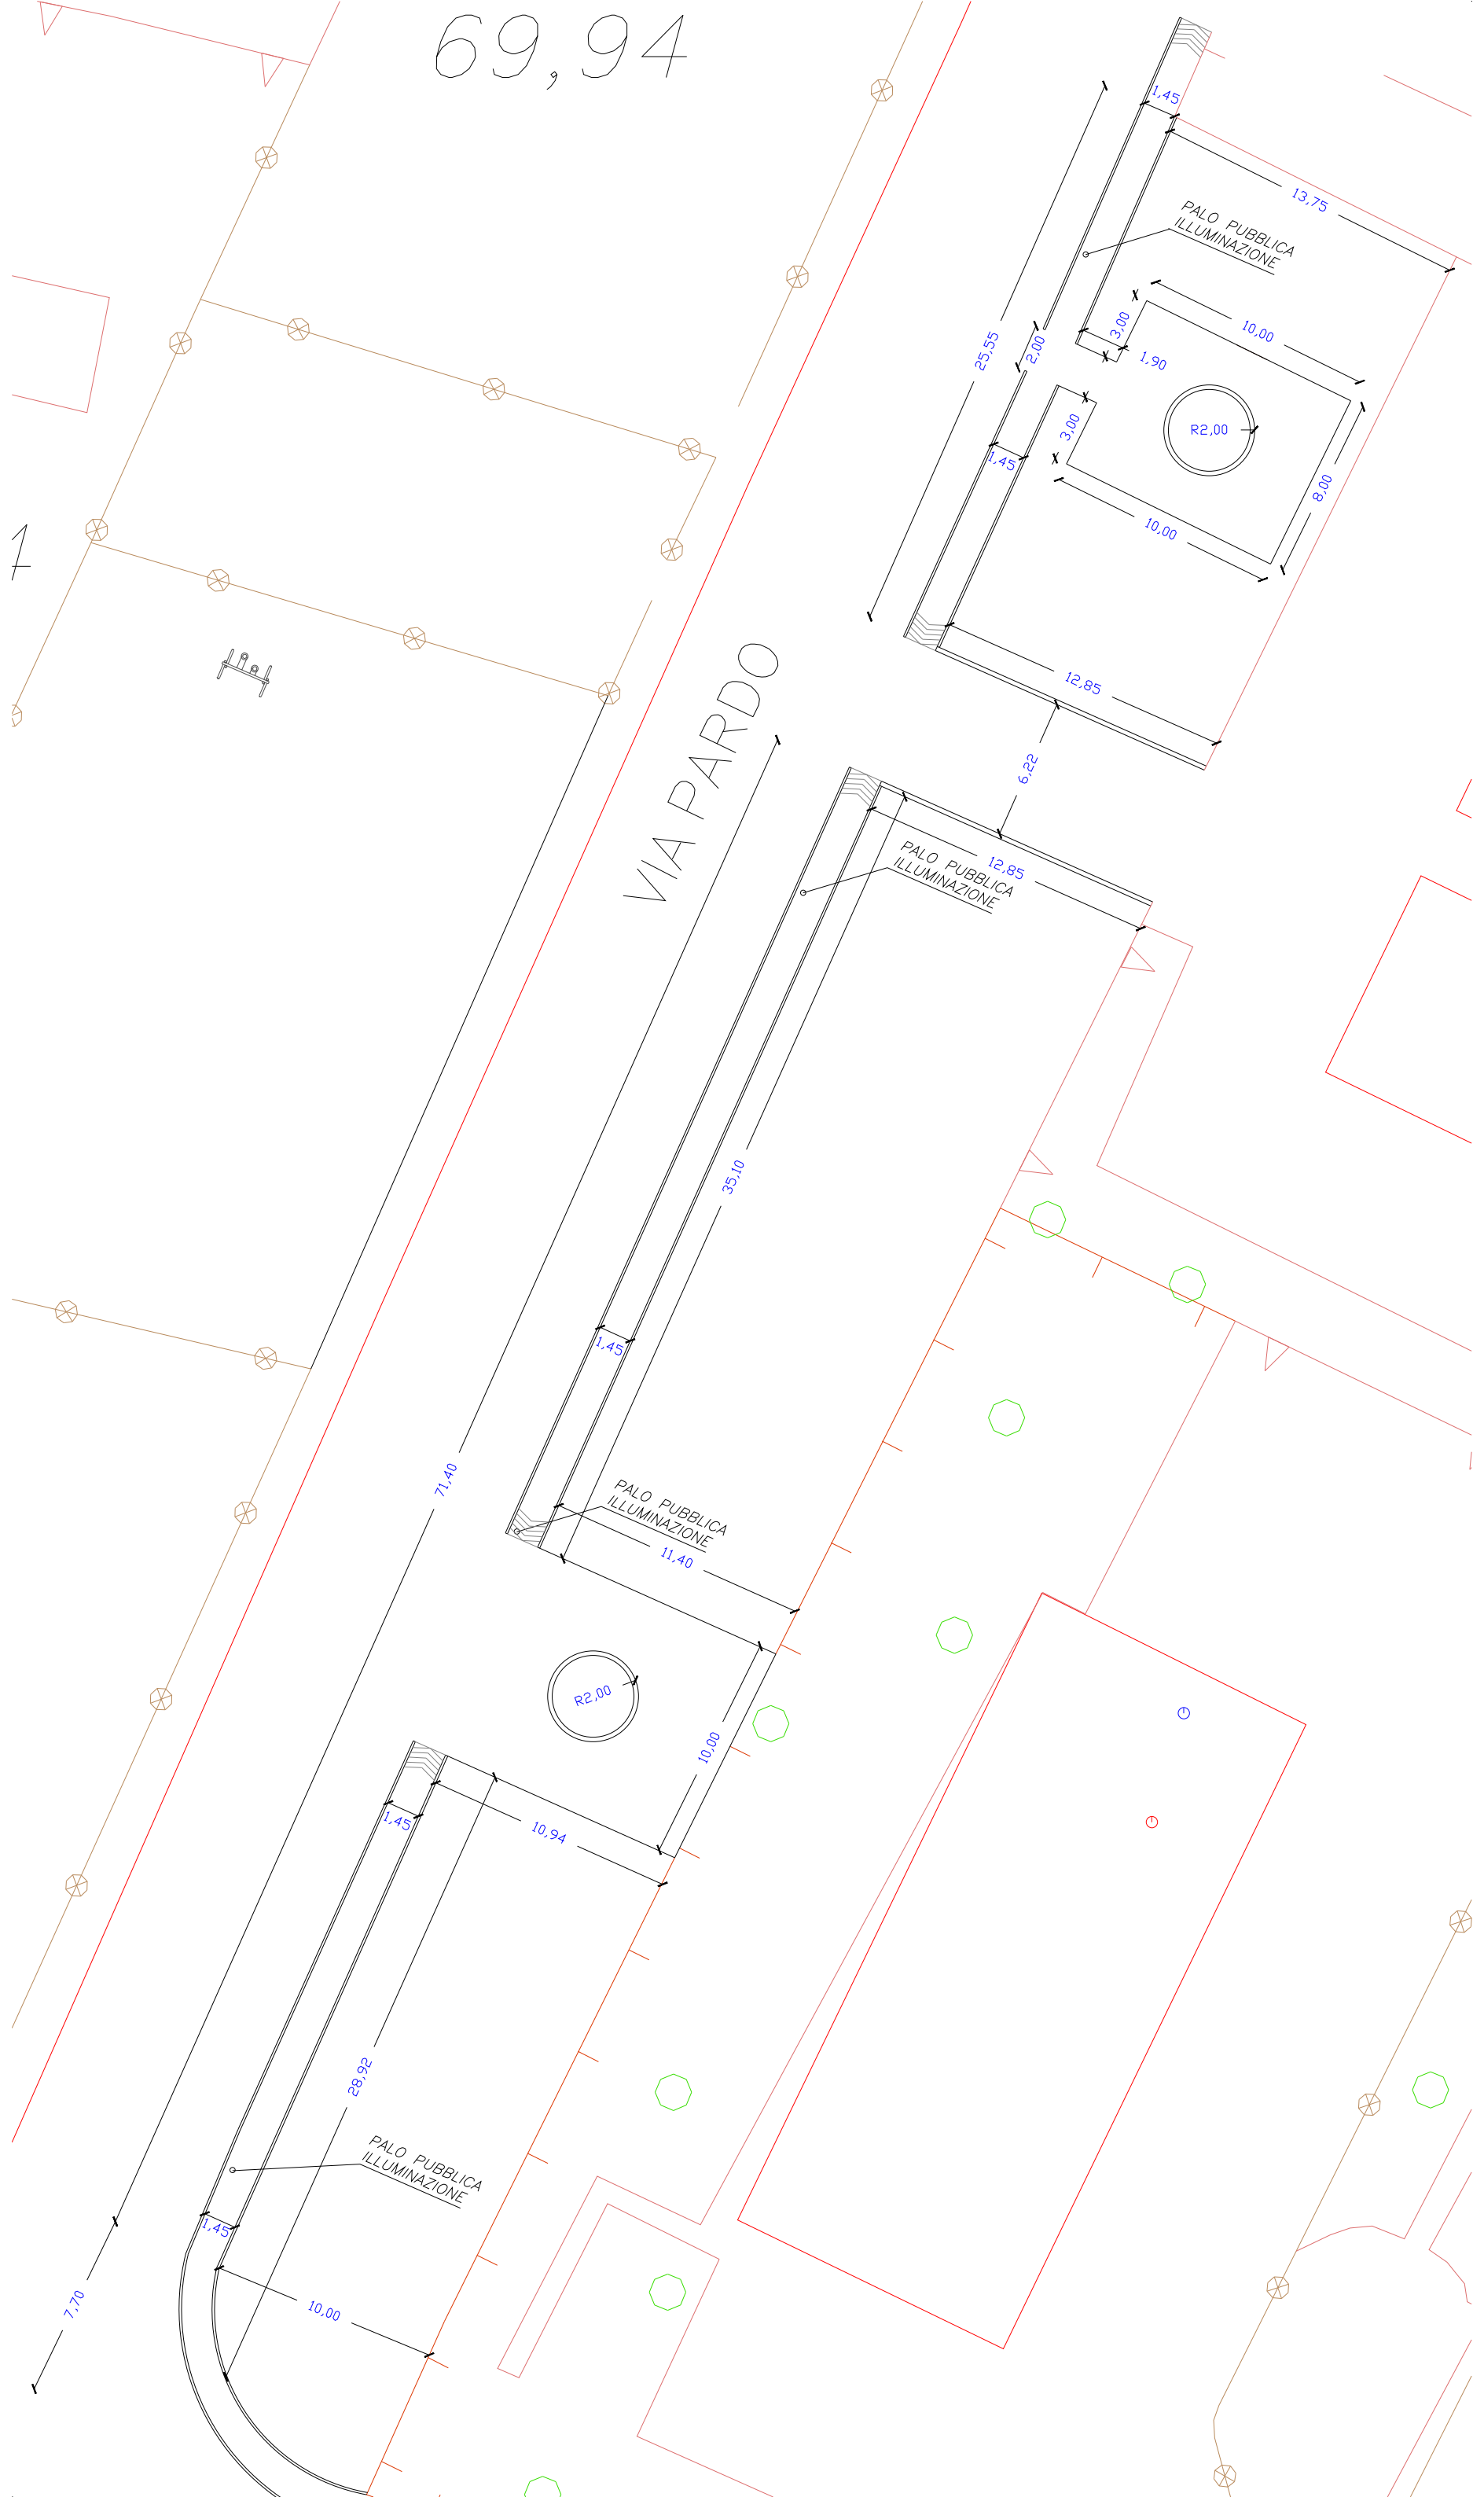 69,94
1,45
13,75
PALO PUBBLICA
ILLUMINAZIONE
10,00
3,00
25,55
2,00
1,90
3,00
R2,00
1,45
8,00
10,00
VIA PARDO
12,85
6,22
PALO PUBBLICA
ILLUMINAZIONE
12,85
35,10
1,45
71,40
PALO PUBBLICA
ILLUMINAZIONE
11,40
R2,00
10,00
1,45
10,94
28,92
PALO PUBBLICA
ILLUMINAZIONE
1,45
7,70
10,00